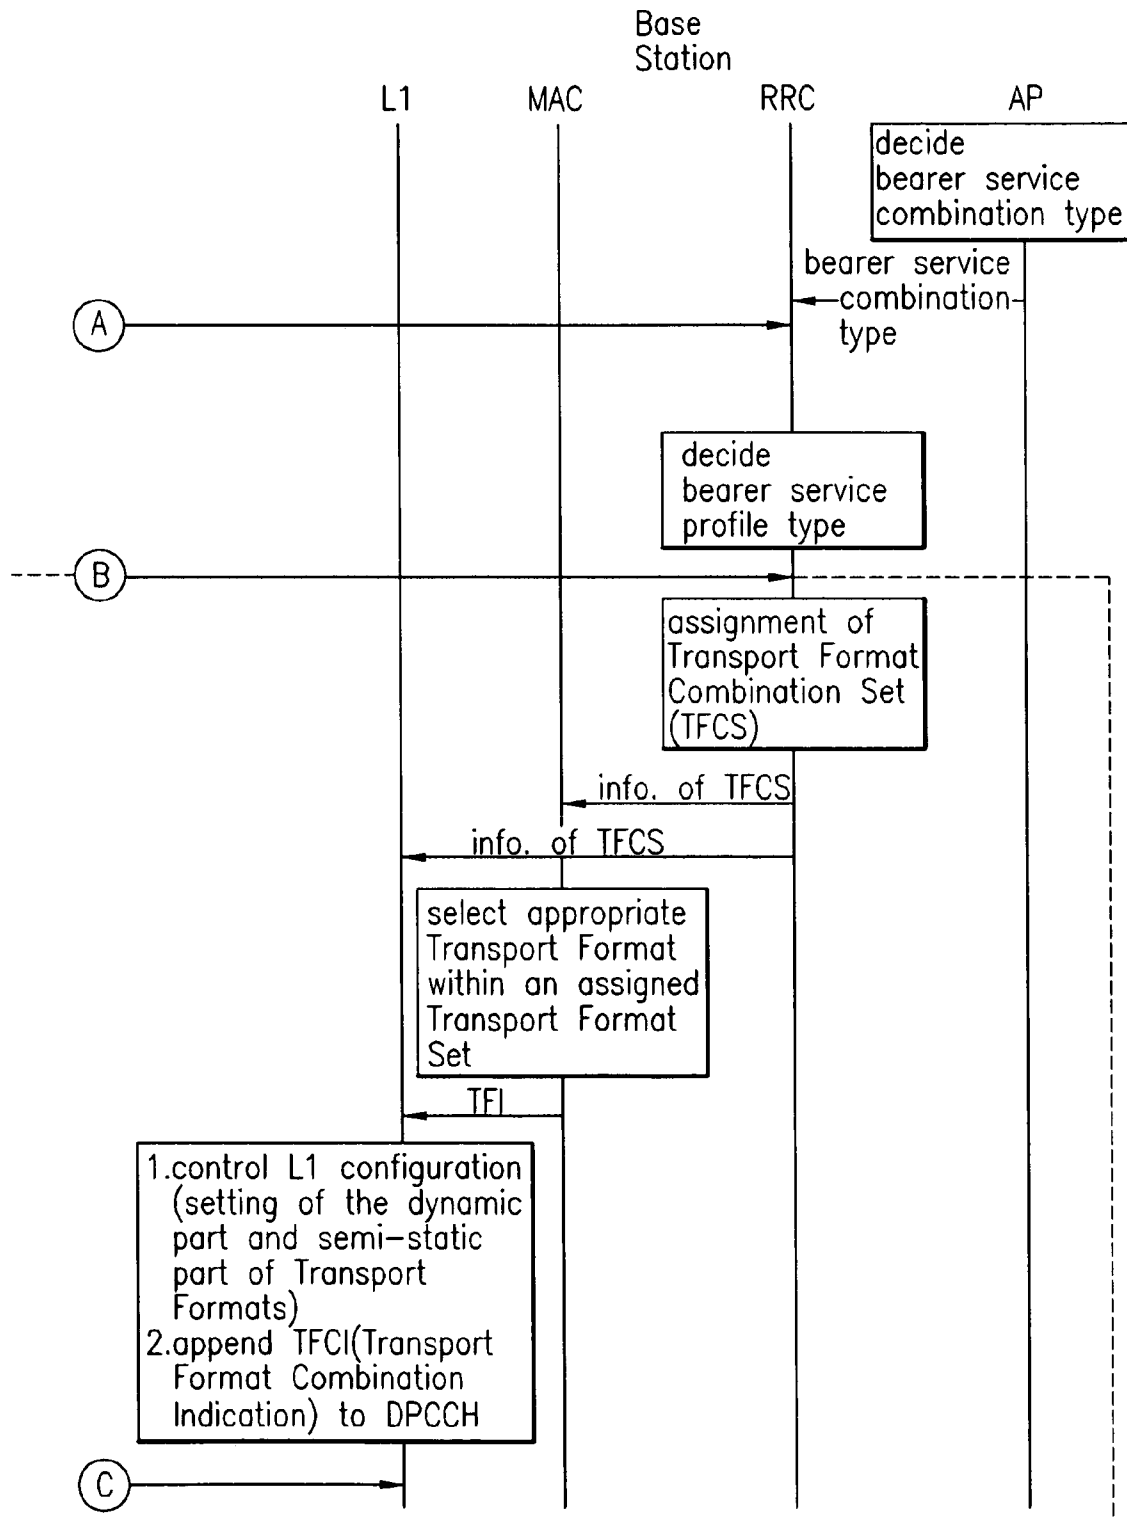 Base
Station
L1 MAC RRC AP
decide
bearer service
combination type
bearer service
combination
type
A
decide
bearer service
profile type
B
assignment of
Transport Format
Combination Set
(TFCS)
info. of TFCS
info. of TFCS
select appropriate
Transport Format
within an assigned
Transport Format
Set
TFI
1.control L1 configuration
(setting of the dynamic
part and semi-static
part of Transport
Formats)
2.append TFCI(Transport
Format Combination
Indication) to DPCCH
C